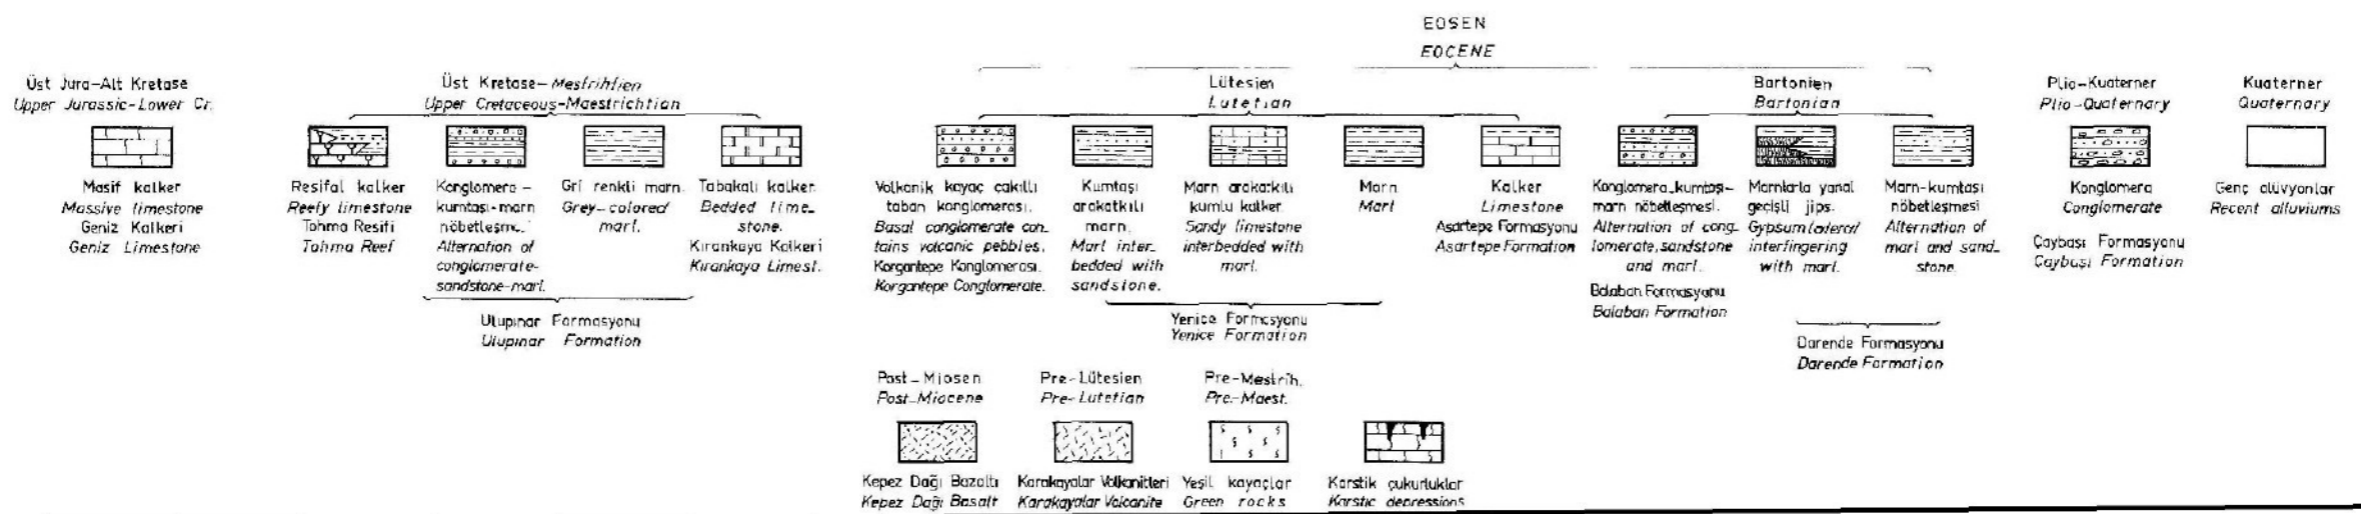 EOSEN
EOCENE
Üst Jura-Alt Kretase
Upper Jurassic-Lower Cr.
Üst Kretase-Mestrihtien
Upper Cretaceous-Maestrichtian
Lütesien
Lutetian
Bartonien
Bartonian
Plio-Kuaterner
Plio-Quaternary
Kuaterner
Quaternary
Masif kalker
Massive limestone
Geniz Kalkeri
Geniz Limestone
Resifal kalker
Reefy limestone
Tohma Resifi
Tohma Reef
Konglomera-
kumtaşı-marn
nöbetleşmesi
Alternation of
conglomerate-
sandstone-marl.
Gri renkli marn.
Grey-colored
marl.
Tabakalı kalker.
Bedded lime-
stone.
Kırankaya Kalkeri
Kırankaya Limest.
Ulupınar Formasyonu
Ulupınar Formation
Volkanik kayaç çakıllı
taban konglomerası.
Basal conglomerate con-
tains volcanic pebbles.
Korgantepe Konglomerası.
Korgantepe Conglomerate.
Kumtaşı
arakatkılı
marn.
Marl inter-
bedded with
sandstone.
Marn arakatkılı
kumlu kalker.
Sandy limestone
interbedded with
marl.
Marn
Marl
Kalker
Limestone
Asartepe Formasyonu
Asartepe Formation
Yenice Formasyonu
Yenice Formation
Konglomera-kumtaşı-
marn nöbetleşmesi.
Alternation of cong-
lomerate, sandstone
and marl.
Balaban Formasyonu
Balaban Formation
Marnlarla yanal
geçişli jips.
Gypsum lateral
interfingering
with marl.
Marn-kumtaşı
nöbetleşmesi
Alternation of
marl and sand-
stone.
Darende Formasyonu
Darende Formation
Konglomera
Conglomerate
Çaybaşı Formasyonu
Çaybaşı Formation
Genç alüvyonlar
Recent alluviums
Post-Miosen
Post-Miocene
Kepez Dağı Bazaltı
Kepez Dağı Basalt
Pre-Lütesien
Pre-Lutetian
Karakayalar Volkanitleri
Karakayalar Volcanite
Pre-Mestrih.
Pre-Maest.
Yeşil kayaçlar
Green rocks
Karstik çukurluklar
Karstic depressions